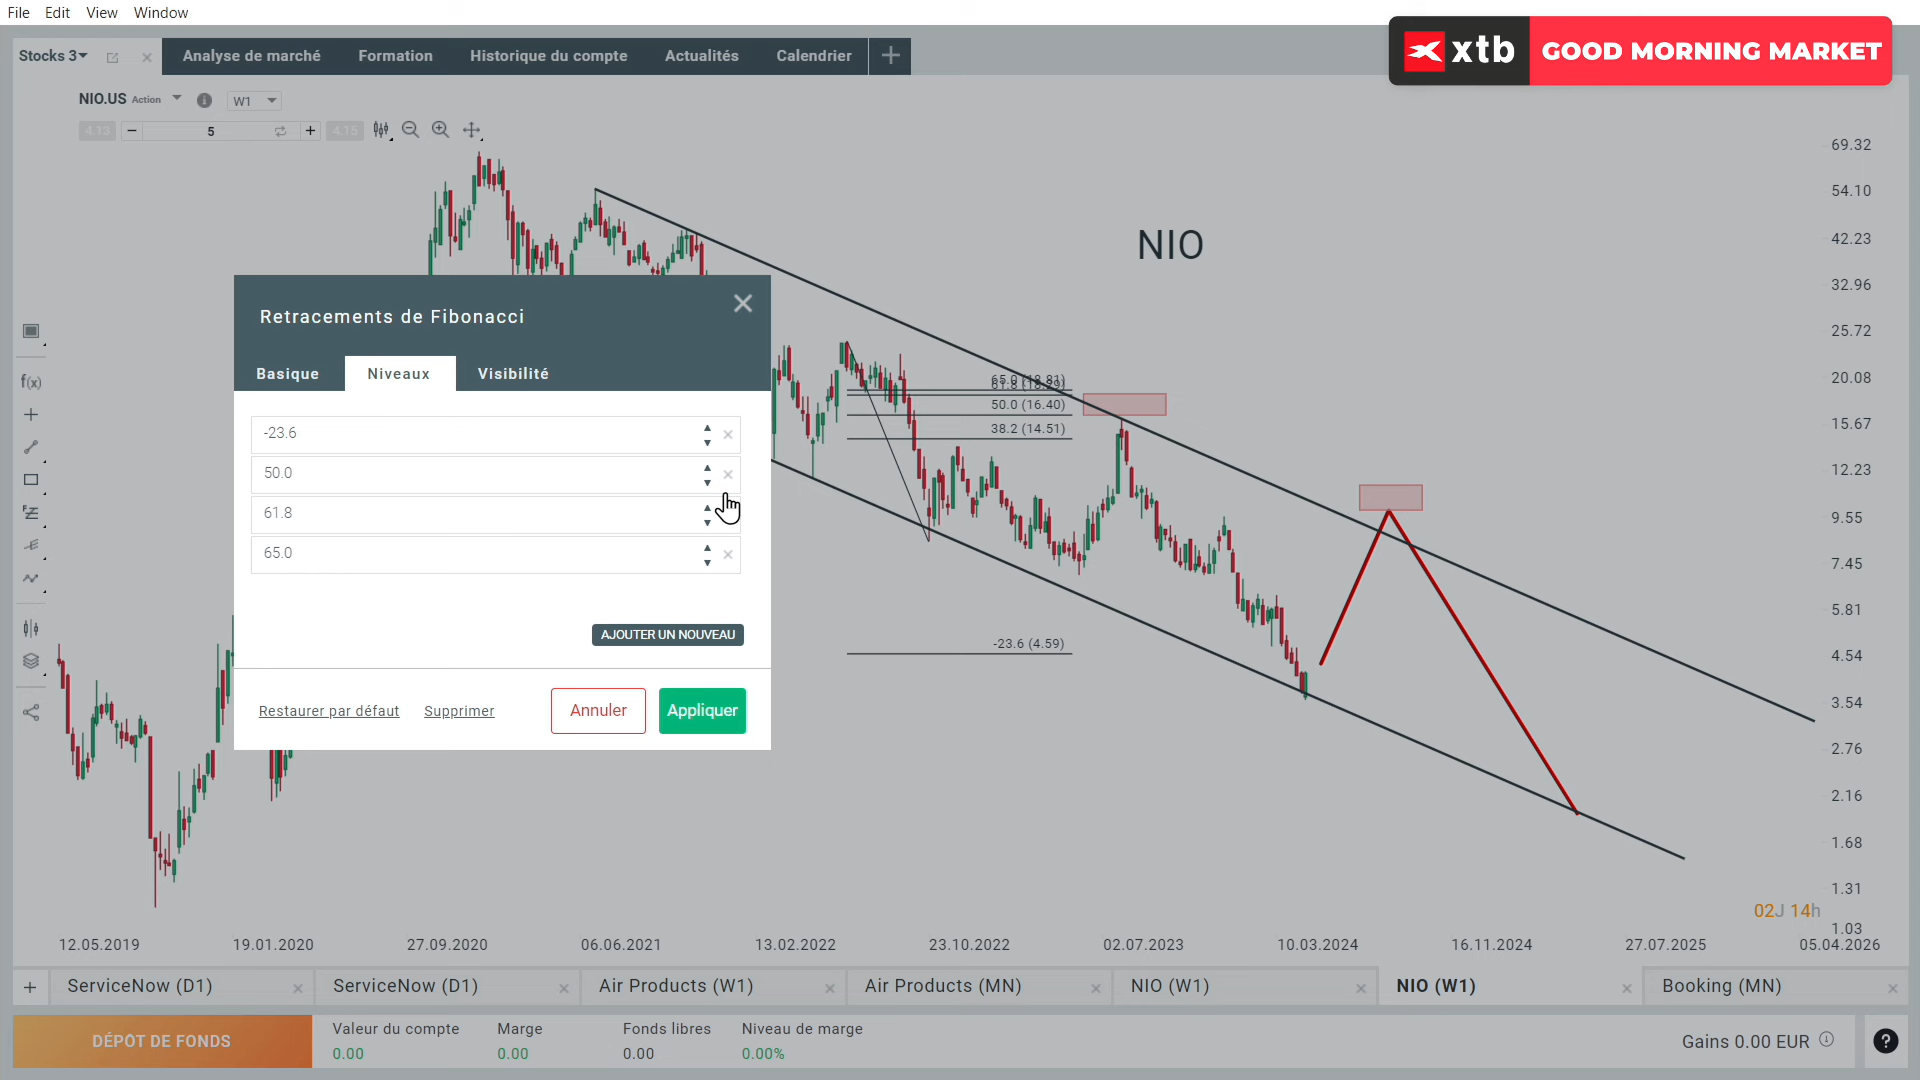 File Edit View Window
xtb GOOD MORNING MARKET
Stocks 3 Analyse de marché Formation Historique du compte Actualités Calendrier
NIO.US Action W1
4.13 5 4.15
NIO
69.32
54.10
42.23
32.96
25.72
20.08
15.67
12.23
9.55
7.45
5.81
4.54
3.54
2.76
2.16
1.68
1.31
1.03
Retracements de Fibonacci
Basique Niveaux Visibilité
-23.6
50.0
61.8
65.0
AJOUTER UN NOUVEAU
Restaurer par défaut Supprimer Annuler Appliquer
f(x)
65.0 (18.81)
50.0 (16.40)
38.2 (14.51)
-23.6 (4.59)
02J 14h
12.05.2019 19.01.2020 27.09.2020 06.06.2021 13.02.2022 23.10.2022 02.07.2023 10.03.2024 16.11.2024 27.07.2025 05.04.2026
ServiceNow (D1) ServiceNow (D1) Air Products (W1) Air Products (MN) NIO (W1) NIO (W1) Booking (MN)
DÉPÔT DE FONDS
Valeur du compte Marge Fonds libres Niveau de marge
0.00 0.00 0.00 0.00%
Gains 0.00 EUR